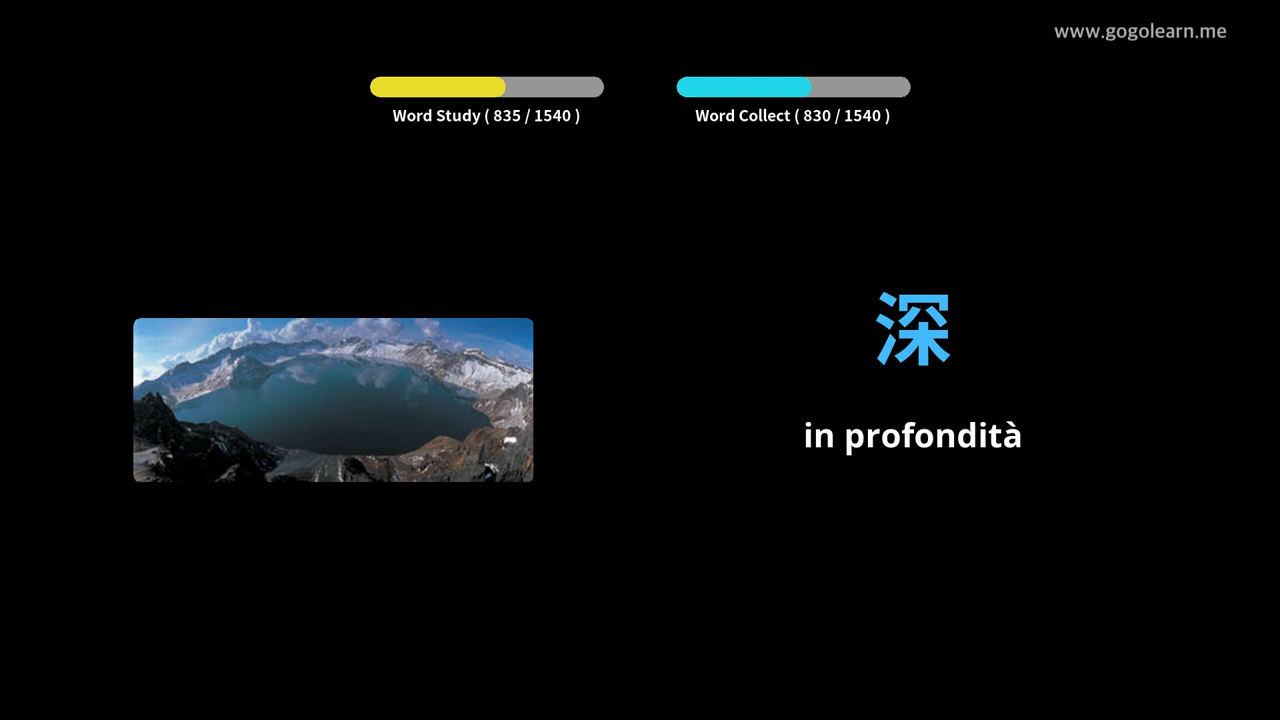 www.gogolearn.me
Word Study ( 835 / 1540 )
Word Collect ( 830 / 1540 )
深
in profondità